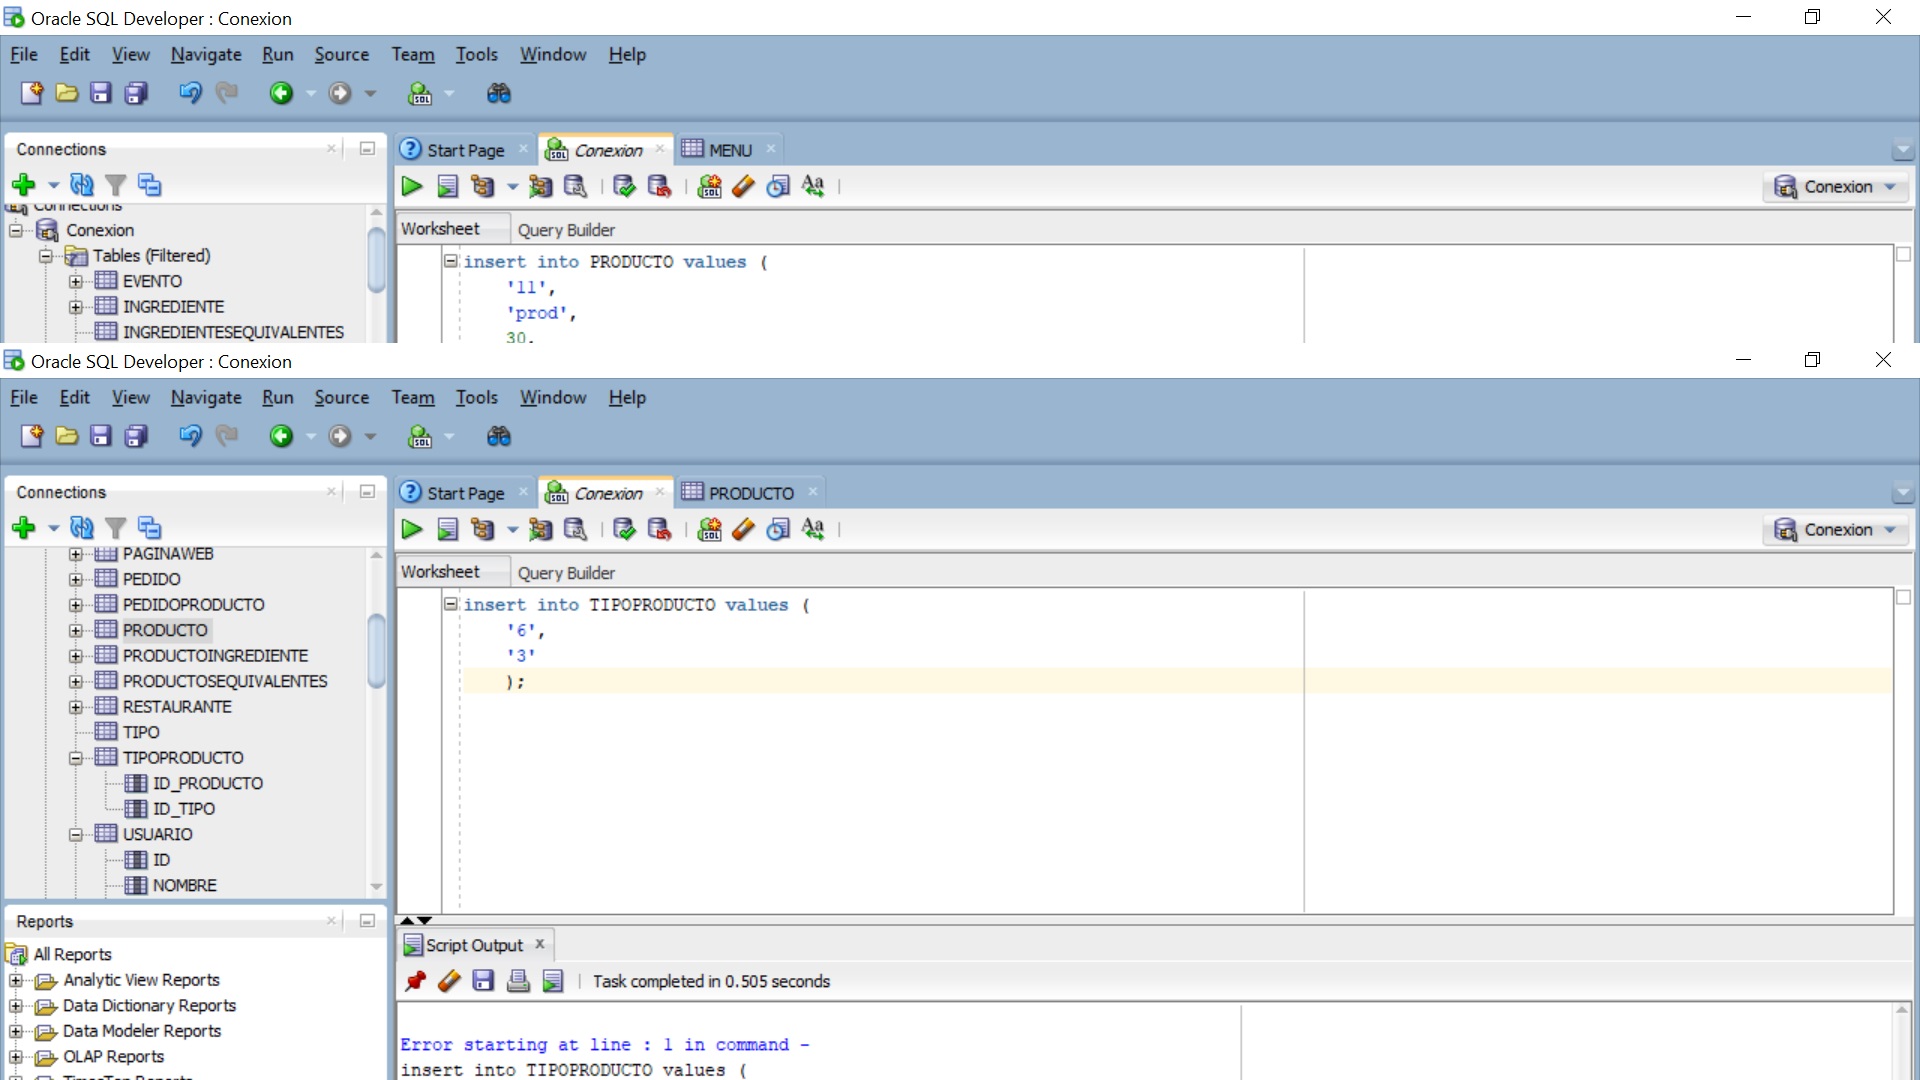 Oracle SQL Developer : Conexion
File Edit View Navigate Run Source Team Tools Window Help
Connections
Start Page
Conexion
MENU
Conexion
Connections
Conexion
Tables (Filtered)
EVENTO
INGREDIENTE
INGREDIENTESEQUIVALENTES
Worksheet Query Builder
insert into PRODUCTO values (
'11',
'prod',
30,
Oracle SQL Developer : Conexion
File Edit View Navigate Run Source Team Tools Window Help
Connections
Start Page
Conexion
PRODUCTO
Conexion
PAGINAWEB
PEDIDO
PEDIDOPRODUCTO
PRODUCTO
PRODUCTOINGREDIENTE
PRODUCTOSEQUIVALENTES
RESTAURANTE
TIPO
TIPOPRODUCTO
ID_PRODUCTO
ID_TIPO
USUARIO
ID
NOMBRE
Worksheet Query Builder
insert into TIPOPRODUCTO values (
'6',
'3'
);
Reports
All Reports
Analytic View Reports
Data Dictionary Reports
Data Modeler Reports
OLAP Reports
TimesTen Reports
Script Output
Task completed in 0.505 seconds
Error starting at line : 1 in command -
insert into TIPOPRODUCTO values (